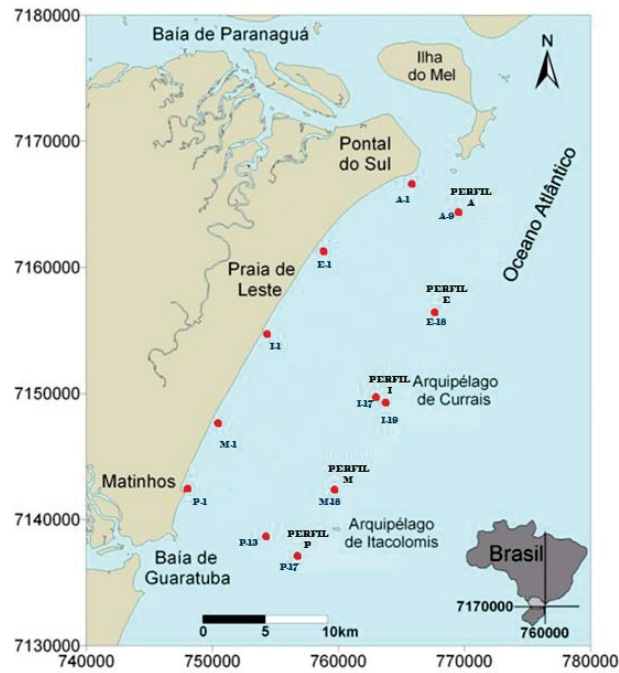 7180000
Baía de Paranaguá
Ilha
do Mel
N
7170000
Pontal
do Sul
A-1
PERFIL
A
A-9
Oceano Atlântico
7160000
E-1
Praia de
Leste
PERFIL
E
E-18
I-1
7150000
PERFIL
I
I-17
I-19
Arquipélago
de Currais
M-1
Matinhos
P-1
PERFIL
M
M-18
7140000
P-13
PERFIL
P
P-17
Arquipélago
de Itacolomis
Baía de
Guaratuba
Brasil
7170000
760000
0
5
10km
7130000
740000
750000
760000
770000
780000